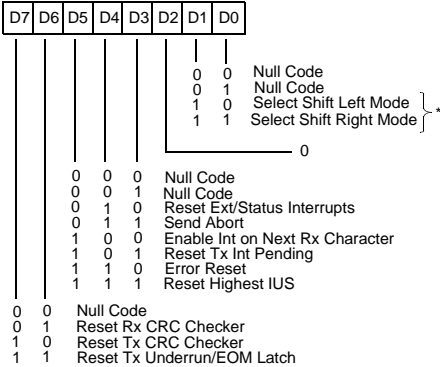 D7 D6 D5 D4 D3 D2 D1 D0
0 0 Null Code
0 1 Null Code
1 0 Select Shift Left Mode
1 1 Select Shift Right Mode
*
0
0 0 0 Null Code
0 0 1 Null Code
0 1 0 Reset Ext/Status Interrupts
0 1 1 Send Abort
1 0 0 Enable Int on Next Rx Character
1 0 1 Reset Tx Int Pending
1 1 0 Error Reset
1 1 1 Reset Highest IUS
0 0 Null Code
0 1 Reset Rx CRC Checker
1 0 Reset Tx CRC Checker
1 1 Reset Tx Underrun/EOM Latch